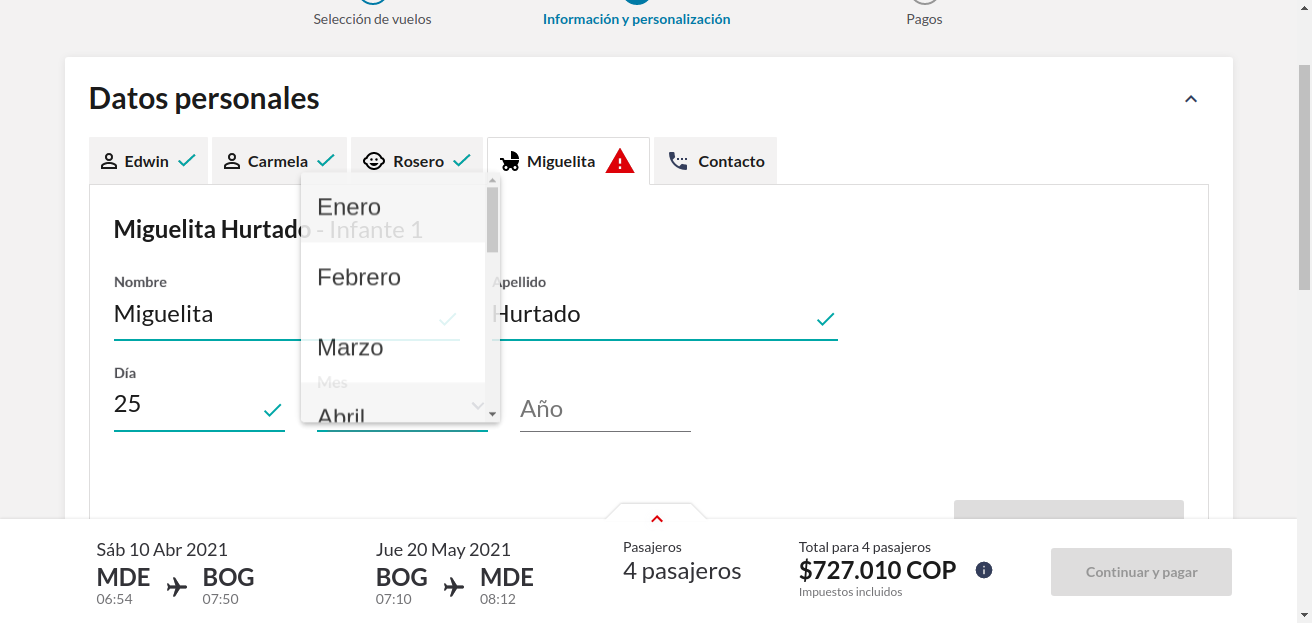 Selección de vuelos
Información y personalización
Pagos
Datos personales
Edwin
Carmela
Rosero
Miguelita
Contacto
Miguelita Hurtado - Infante 1
Enero
Febrero
Marzo
Abril
Nombre
Apellido
Miguelita
Hurtado
Día
Mes
25
Año
Sáb 10 Abr 2021
MDE BOG
06:54 07:50
Jue 20 May 2021
BOG MDE
07:10 08:12
Pasajeros
4 pasajeros
Total para 4 pasajeros
$727.010 COP
Impuestos incluidos
Continuar y pagar